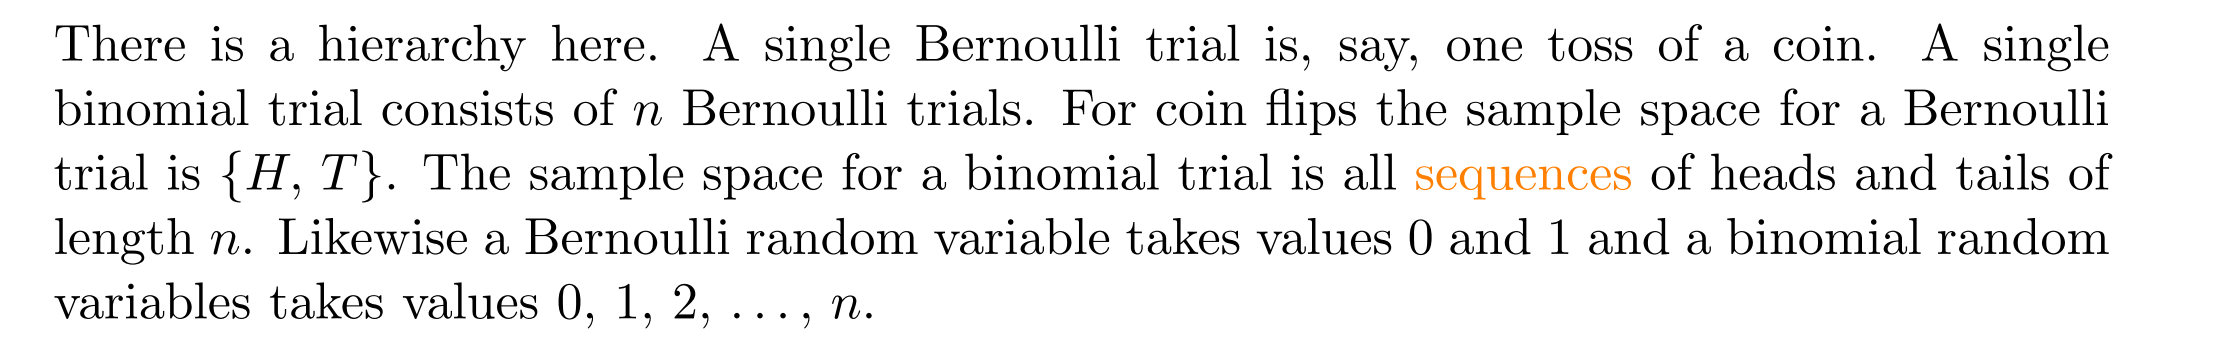 There is a hierarchy here. A single Bernoulli trial is, say, one toss of a coin. A single
binomial trial consists of n Bernoulli trials. For coin flips the sample space for a Bernoulli
trial is {H, T}. The sample space for a binomial trial is all sequences of heads and tails of
length n. Likewise a Bernoulli random variable takes values 0 and 1 and a binomial random
variables takes values 0, 1, 2, ..., n.